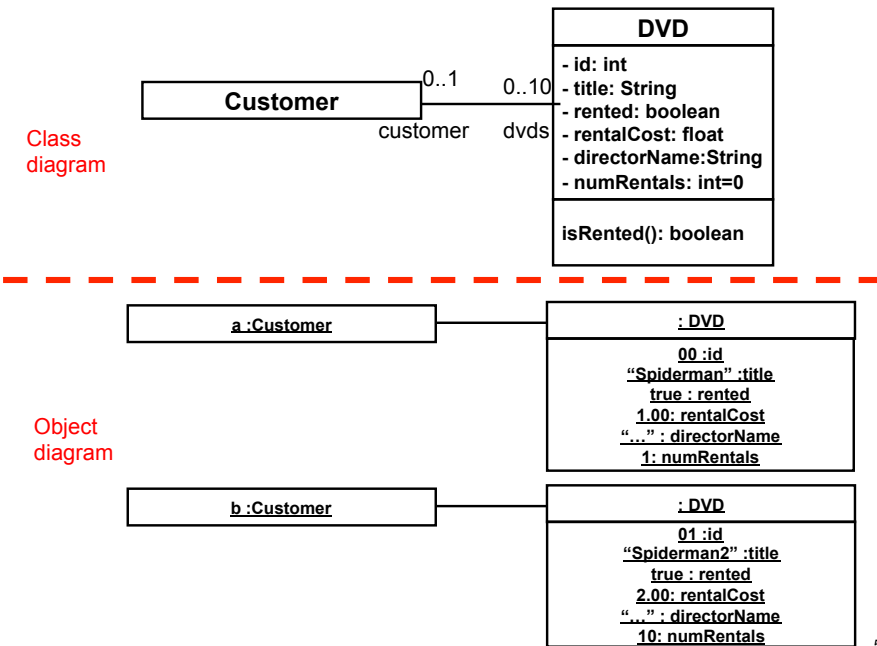 DVD
- id: int
- title: String
- rented: boolean
- rentalCost: float
- directorName:String
- numRentals: int=0
isRented(): boolean
Customer
0..1
0..10
customer
dvds
Class
diagram
a :Customer
: DVD
00 :id
“Spiderman” :title
true : rented
1.00: rentalCost
“…” : directorName
1: numRentals
Object
diagram
b :Customer
: DVD
01 :id
“Spiderman2” :title
true : rented
2.00: rentalCost
“…” : directorName
10: numRentals